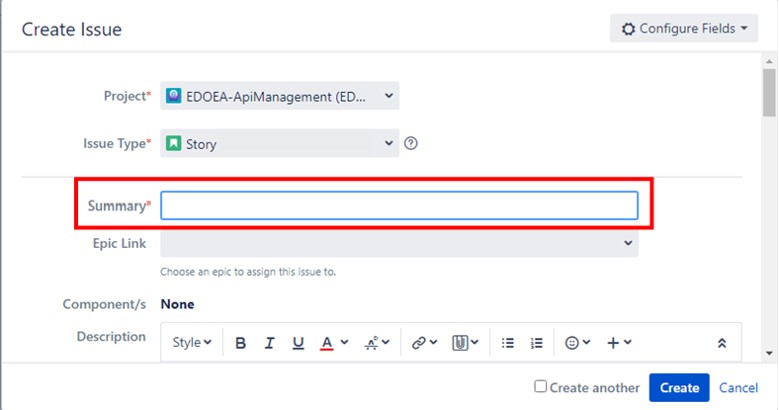 Create Issue
Configure Fields
Project*
EDOEA-ApiManagement (ED...
Issue Type*
Story
Summary*
Epic Link
Choose an epic to assign this issue to.
Component/s
None
Description
Style
B I U A
Create another
Create
Cancel